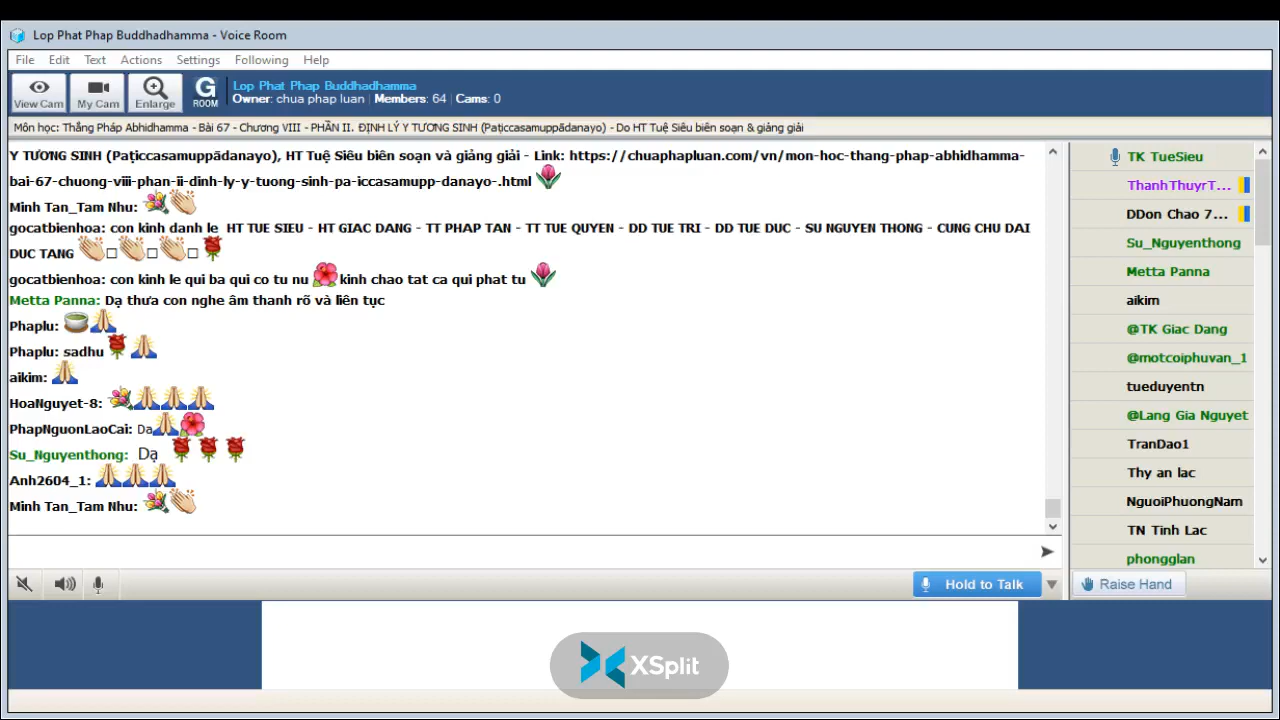 Lop Phat Phap Buddhadhamma - Voice Room
File Edit Text Actions Settings Following Help
View Cam My Cam Enlarge G ROOM
Lop Phat Phap Buddhadhamma
Owner: chua phap luan | Members: 64 | Cams: 0
Môn học: Thắng Pháp Abhidhamma - Bài 67 - Chương VIII - PHẦN II. ĐỊNH LÝ Y TƯƠNG SINH (Paṭiccasamuppādanayo) - Do HT Tuệ Siêu biên soạn & giảng giải
Y TƯƠNG SINH (Paṭiccasamuppādanayo), HT Tuệ Siêu biên soạn và giảng giải - Link: https://chuaphapluan.com/vn/mon-hoc-thang-phap-abhidhamma-
bai-67-chuong-viii-phan-ii-dinh-ly-y-tuong-sinh-pa-iccasamupp-danayo-.html
Minh Tan_Tam Nhu:
gocatbienhoa: con kinh danh le HT TUE SIEU - HT GIAC DANG - TT PHAP TAN - TT TUE QUYEN - DD TUE TRI - DD TUE DUC - SU NGUYEN THONG - CUNG CHU DAI
DUC TANG
gocatbienhoa: con kinh le qui ba qui co tu nu kinh chao tat ca qui phat tu
Metta Panna: Dạ thưa con nghe âm thanh rõ và liên tục
Phaplu:
Phaplu: sadhu
aikim:
HoaNguyet-8:
PhapNguonLaoCai: Da
Su_Nguyenthong: Dạ
Anh2604_1:
Minh Tan_Tam Nhu:
TK TueSieu
ThanhThuyrT...
DDon Chao 7...
Su_Nguyenthong
Metta Panna
aikim
@TK Giac Dang
@motcoiphuvan_1
tueduyentn
@Lang Gia Nguyet
TranDao1
Thy an lac
NguoiPhuongNam
TN Tinh Lac
phongglan
Hold to Talk
Raise Hand
XSplit